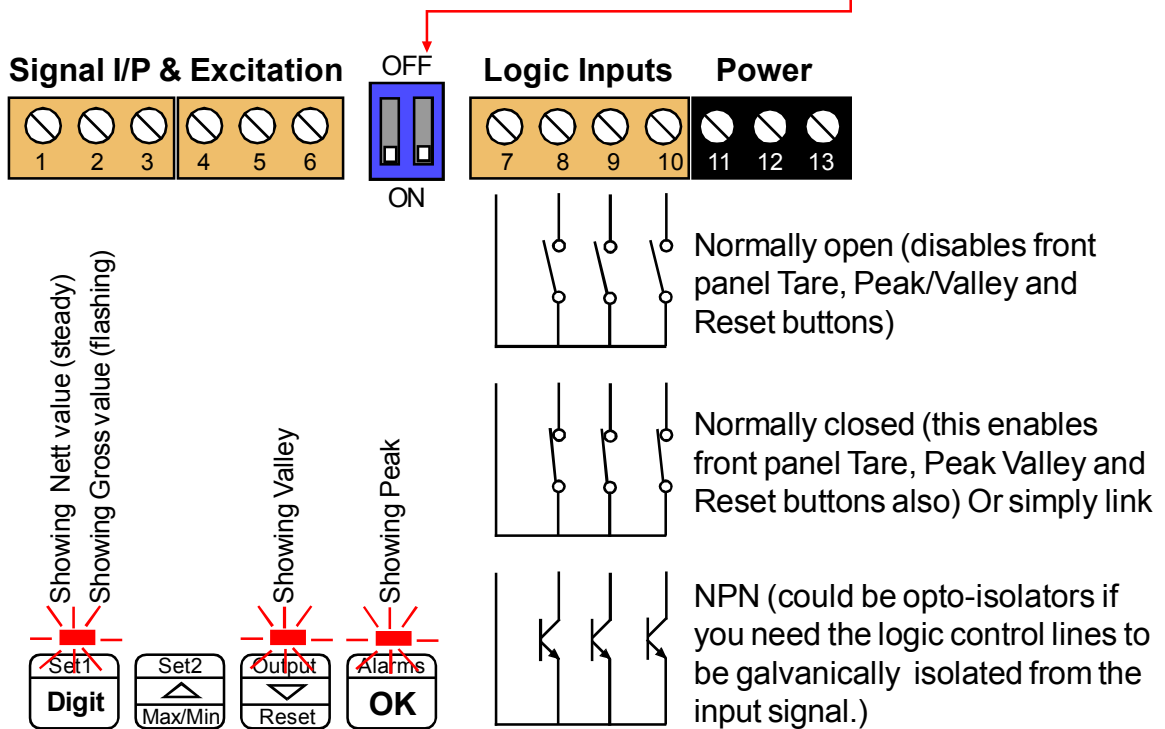 Signal I/P & Excitation
OFF
Logic Inputs
Power
1 2 3 4 5 6
7 8 9 10 11 12 13
ON
Showing Nett value (steady)
Showing Gross value (flashing)
Showing Valley
Showing Peak
Normally open (disables front
panel Tare, Peak/Valley and
Reset buttons)
Normally closed (this enables
front panel Tare, Peak Valley and
Reset buttons also) Or simply link
NPN (could be opto-isolators if
you need the logic control lines to
be galvanically isolated from the
input signal.)
Set1
Digit
Set2
Max/Min
Output
Reset
Alarms
OK